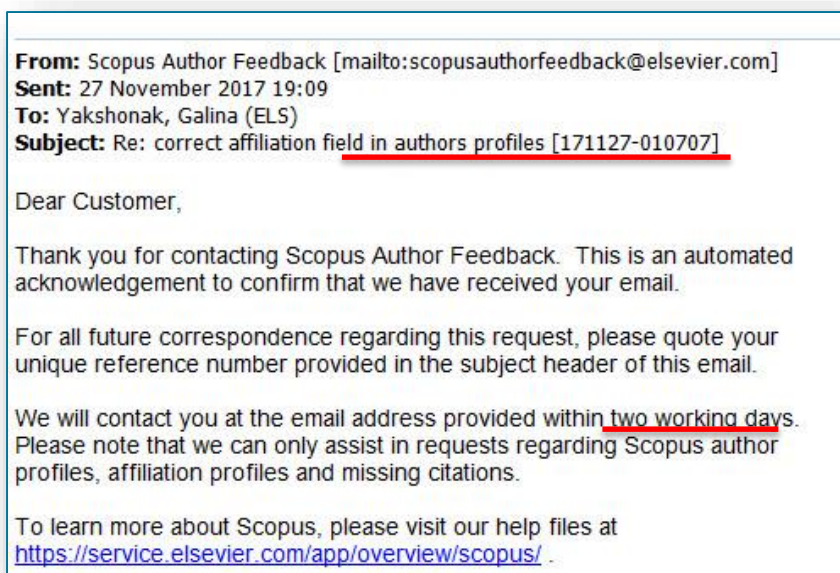 From: Scopus Author Feedback [mailto:scopusauthorfeedback@elsevier.com]
Sent: 27 November 2017 19:09
To: Yakshonak, Galina (ELS)
Subject: Re: correct affiliation field in authors profiles [171127-010707]
Dear Customer,
Thank you for contacting Scopus Author Feedback.  This is an automated
acknowledgement to confirm that we have received your email.
For all future correspondence regarding this request, please quote your
unique reference number provided in the subject header of this email.
We will contact you at the email address provided within two working days.
Please note that we can only assist in requests regarding Scopus author
profiles, affiliation profiles and missing citations.
To learn more about Scopus, please visit our help files at
https://service.elsevier.com/app/overview/scopus/ .